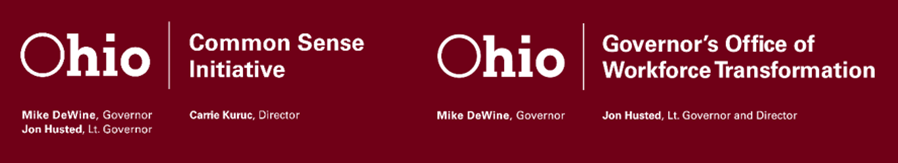 Ohio
Common Sense
Initiative
Mike DeWine, Governor
Jon Husted, Lt. Governor
Carrie Kuruc, Director
Ohio
Governor's Office of
Workforce Transformation
Mike DeWine, Governor
Jon Husted, Lt. Governor and Director